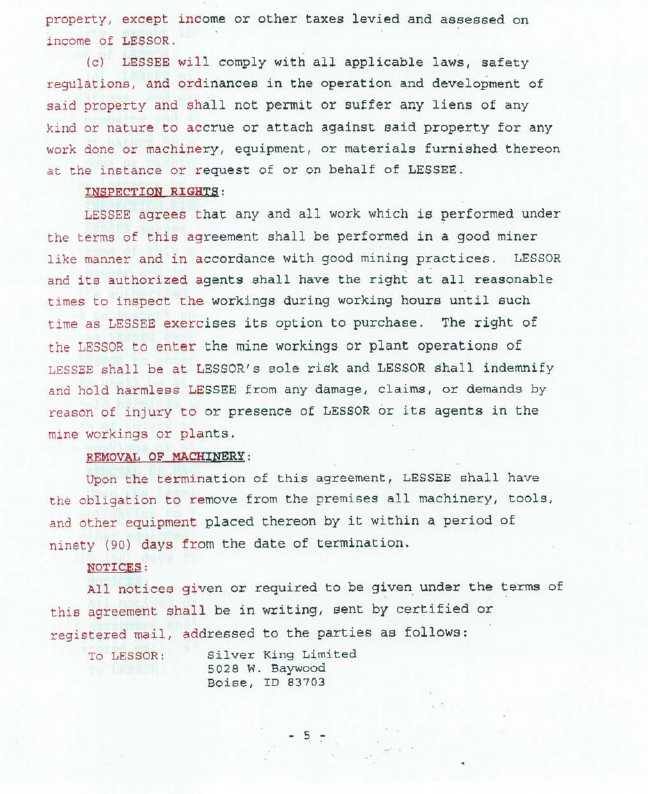 property, except income or other taxes levied and assessed on
income of LESSOR.
(c) LESSEE will comply with all applicable laws, safety
regulations, and ordinances in the operation and development of
said property and shall not permit or suffer any liens of any
kind or nature to accrue or attach against said property for any
work done or machinery, equipment, or materials furnished thereon
at the instance or request of or on behalf of LESSEE.
INSPECTION RIGHTS:
LESSEE agrees that any and all work which is performed under
the terms of this agreement shall be performed in a good miner
like manner and in accordance with good mining practices. LESSOR
and its authorized agents shall have the right at all reasonable
times to inspect the workings during working hours until such
time as LESSEE exercises its option to purchase. The right of
the LESSOR to enter the mine workings or plant operations of
LESSEE shall be at LESSOR's sole risk and LESSOR shall indemnify
and hold harmless LESSEE from any damage, claims, or demands by
reason of injury to or presence of LESSOR or its agents in the
mine workings or plants.
REMOVAL OF MACHINERY:
Upon the termination of this agreement, LESSEE shall have
the obligation to remove from the premises all machinery, tools,
and other equipment placed thereon by it within a period of
ninety (90) days from the date of termination.
NOTICES:
All notices given or required to be given under the terms of
this agreement shall be in writing, sent by certified or
registered mail, addressed to the parties as follows:
To LESSOR: Silver King Limited
5028 W. Baywood
Boise, ID 83703
- 5 -